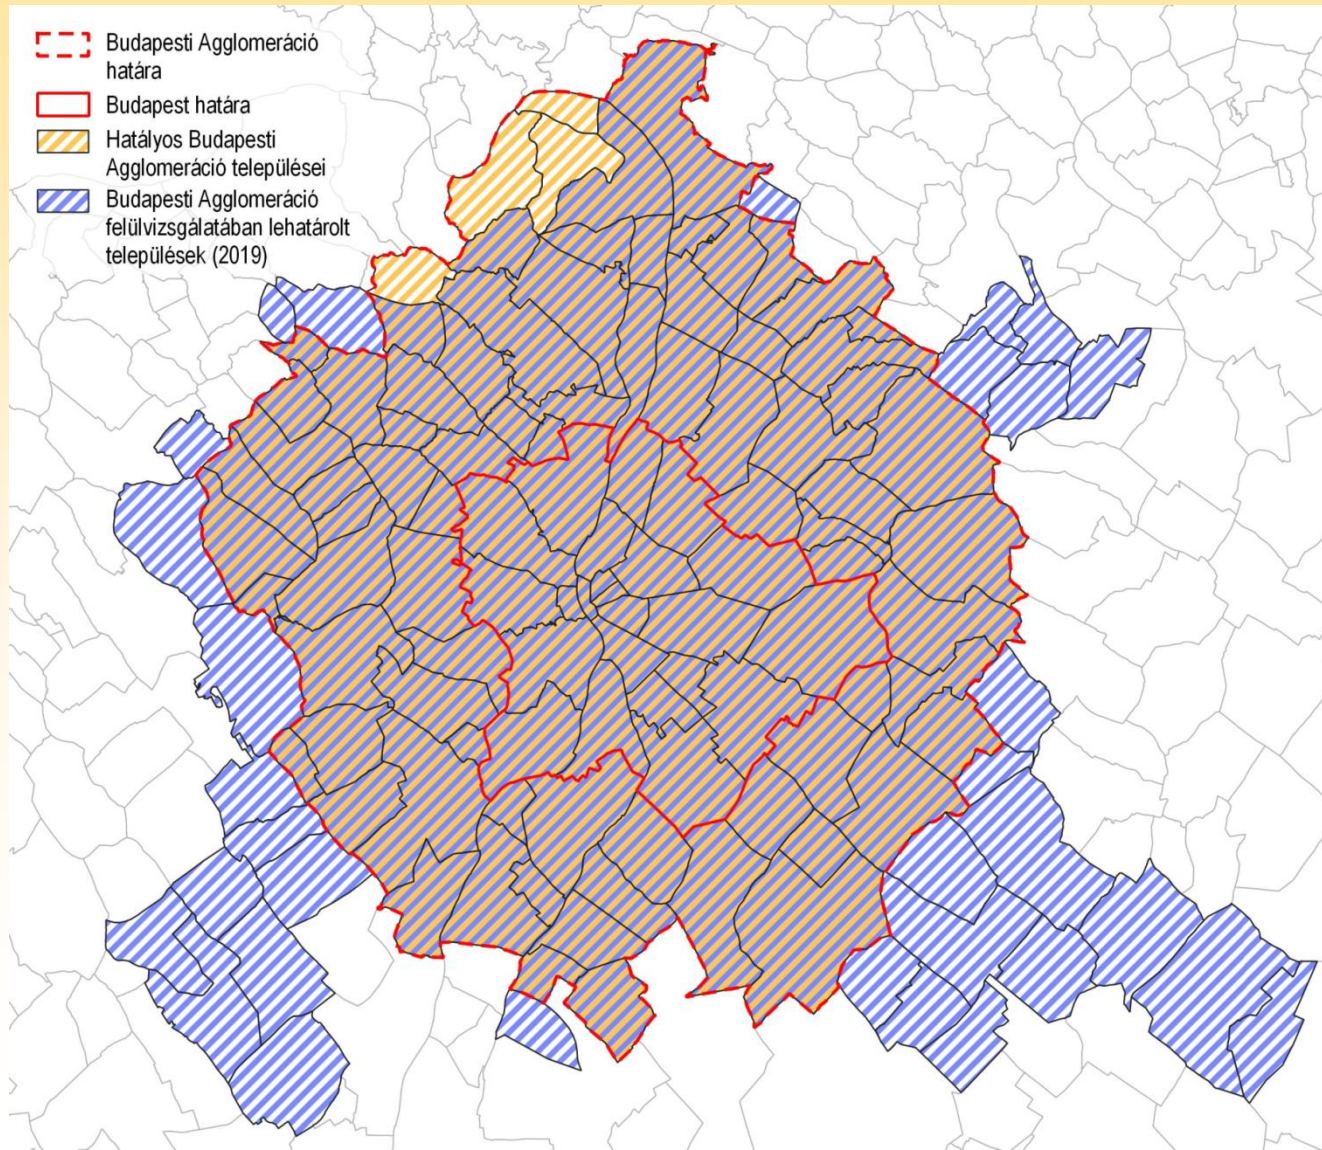 Budapesti Agglomeráció
határa
Budapest határa
Hatályos Budapesti
Agglomeráció települései
Budapesti Agglomeráció
felülvizsgálatában lehatárolt
települések (2019)